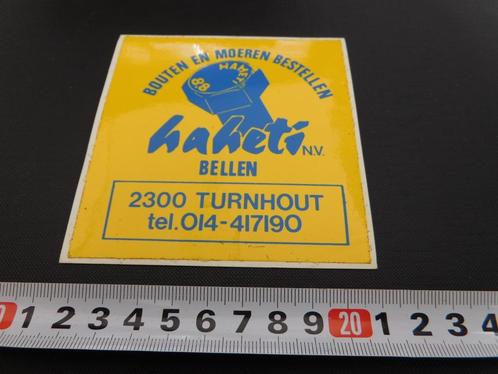 BOUTEN EN MOEREN BESTELLEN
88 HAHETI
haheti N.V.
BELLEN
2300 TURNHOUT
tel. 014-417190
1 2 3 4 5 6 7 8 9 20 1 2 3 4